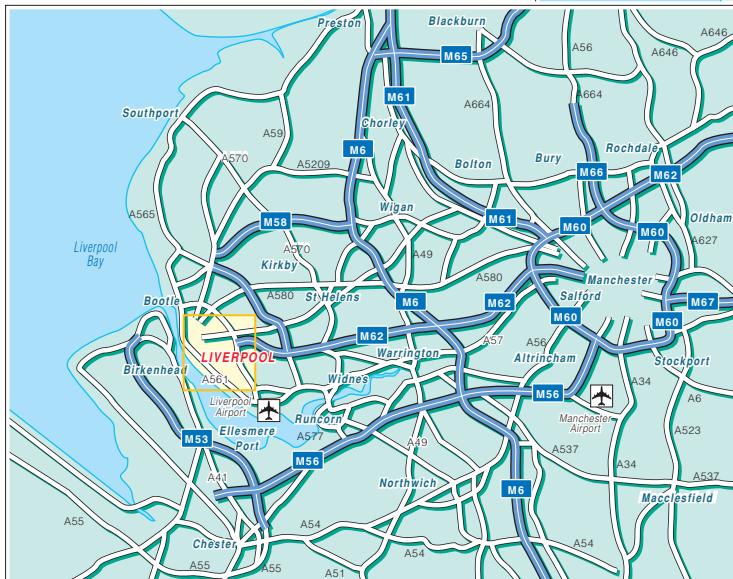 Preston
Blackburn
A56
A646
A646
M65
M61
A664
A664
Southport
A59
Chorley
M6
A570
A5209
Bolton
Bury
Rochdale
M66
M62
Wigan
A565
M58
M61
M60
M60
Oldham
A627
Liverpool
Bay
A570
A49
Kirkby
A580
A580
St Helens
Manchester
Bootle
M6
M62
Salford
M67
M60
M60
M62
A57
A56
LIVERPOOL
Warrington
Altrincham
Stockport
Birkenhead
A561
Widnes
A34
Liverpool
Airport
M56
A6
Runcorn
Manchester
Airport
Ellesmere
Port
A577
M53
A49
A523
M56
A537
A34
A41
Northwich
M6
A537
Macclesfield
A55
A54
Chester
A54
A54
A55
A55
A51